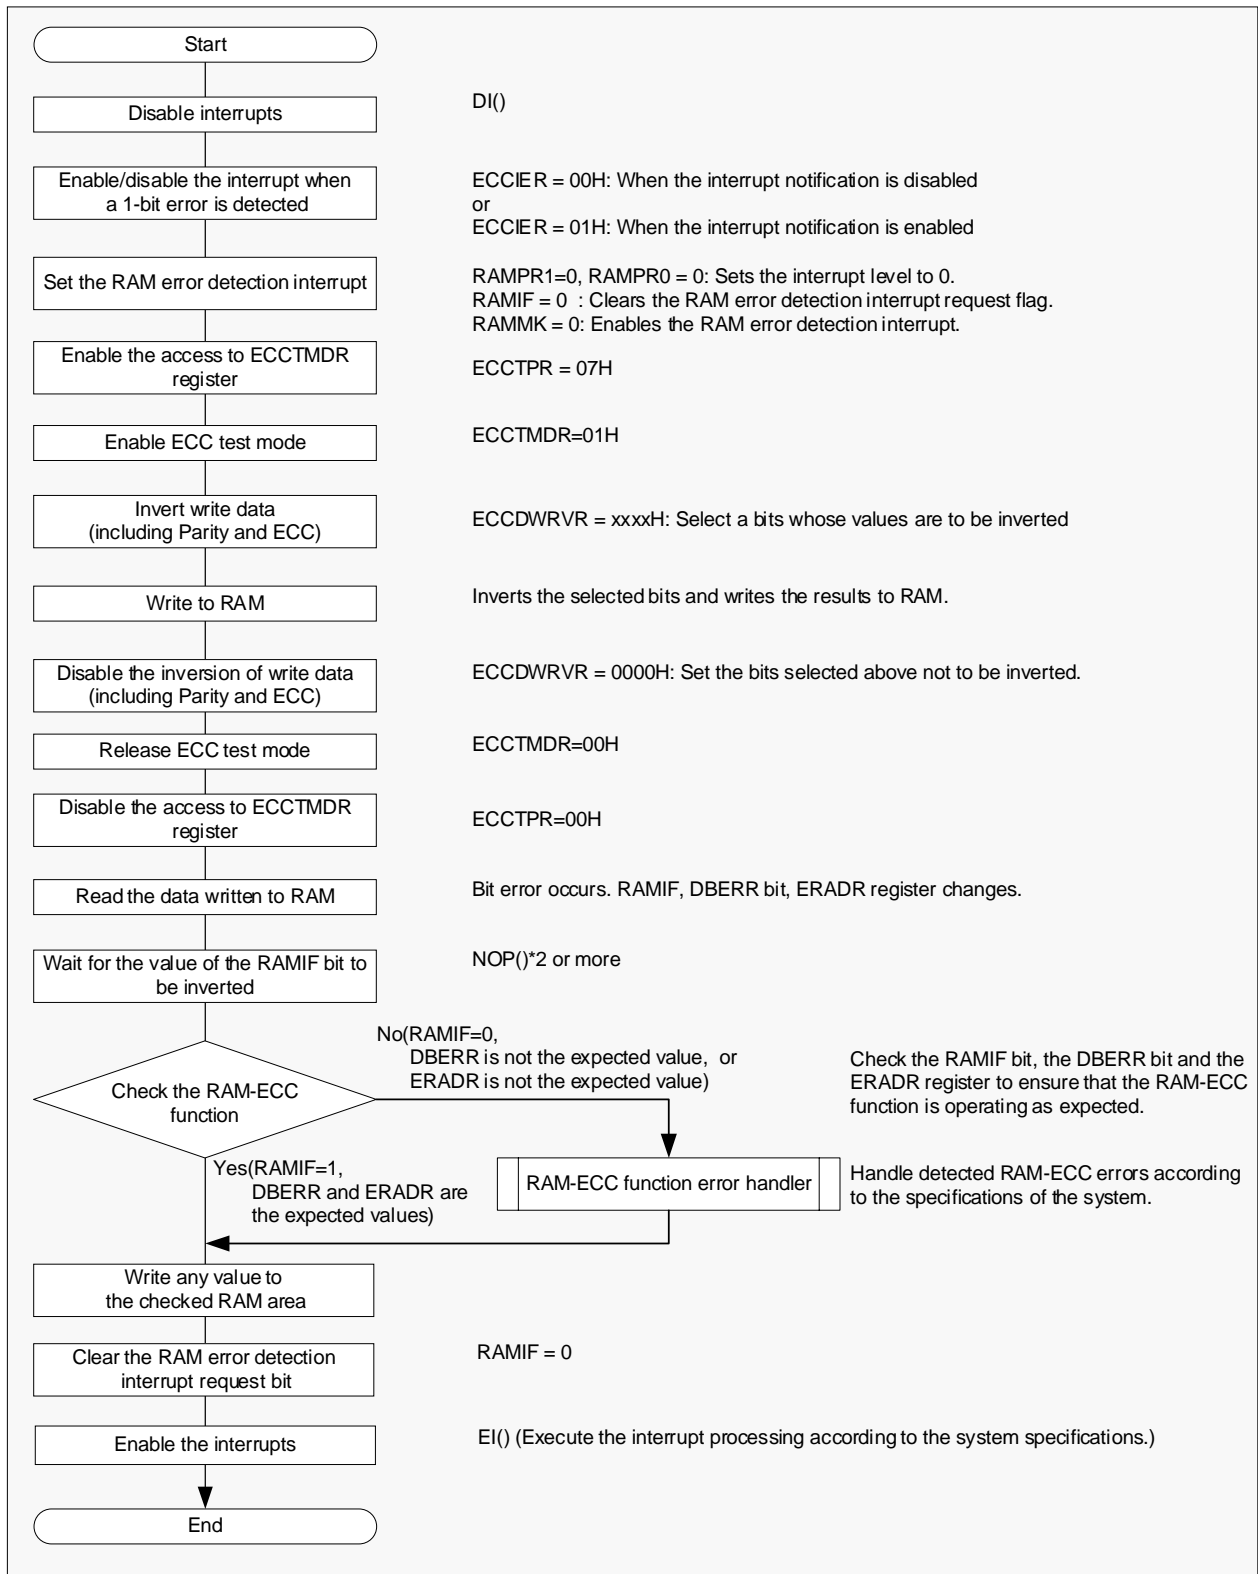 Start
Disable interrupts
DI()
Enable/disable the interrupt when
a 1-bit error is detected
ECCIER = 00H: When the interrupt notification is disabled
or
ECCIER = 01H: When the interrupt notification is enabled
Set the RAM error detection interrupt
RAMPR1=0, RAMPR0 = 0: Sets the interrupt level to 0.
RAMIF = 0 : Clears the RAM error detection interrupt request flag.
RAMMK = 0: Enables the RAM error detection interrupt.
Enable the access to ECCTMDR
register
ECCTPR = 07H
Enable ECC test mode
ECCTMDR=01H
Invert write data
(including Parity and ECC)
ECCDWRVR = xxxxH: Select a bits whose values are to be inverted
Write to RAM
Inverts the selected bits and writes the results to RAM.
Disable the inversion of write data
(including Parity and ECC)
ECCDWRVR = 0000H: Set the bits selected above not to be inverted.
Release ECC test mode
ECCTMDR=00H
Disable the access to ECCTMDR
register
ECCTPR=00H
Read the data written to RAM
Bit error occurs. RAMIF, DBERR bit, ERADR register changes.
Wait for the value of the RAMIF bit to
be inverted
NOP()*2 or more
Check the RAM-ECC
function
No(RAMIF=0,
DBERR is not the expected value, or
ERADR is not the expected value)
Check the RAMIF bit, the DBERR bit and the
ERADR register to ensure that the RAM-ECC
function is operating as expected.
Yes(RAMIF=1,
DBERR and ERADR are
the expected values)
RAM-ECC function error handler
Handle detected RAM-ECC errors according
to the specifications of the system.
Write any value to
the checked RAM area
Clear the RAM error detection
interrupt request bit
RAMIF = 0
Enable the interrupts
EI() (Execute the interrupt processing according to the system specifications.)
End